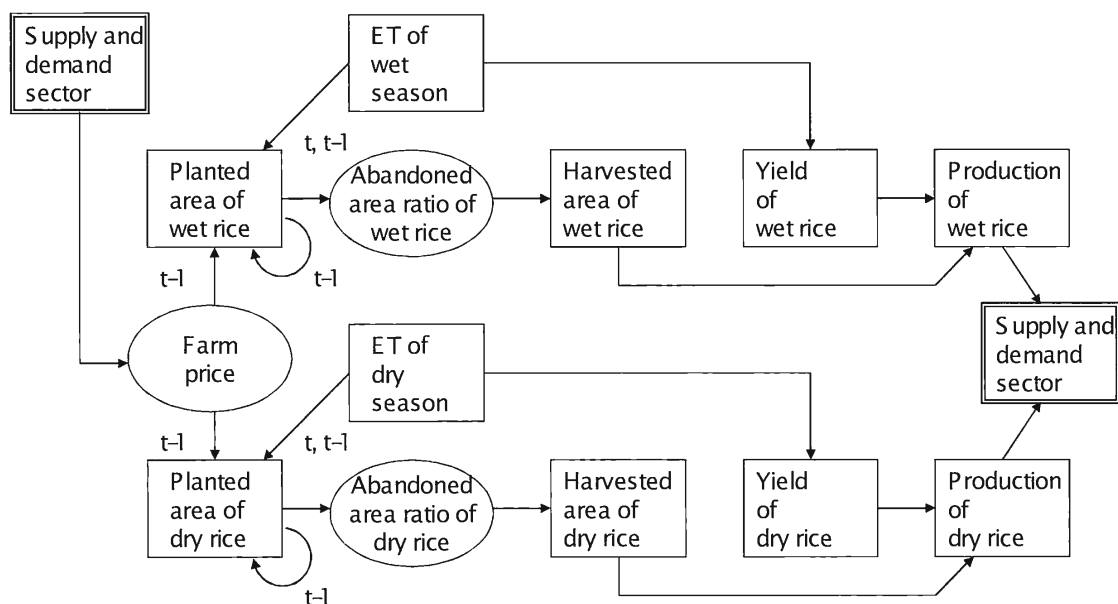 Supply and
demand
sector
ET of
wet
season
t, t–1
Planted
area of
wet rice
Abandoned
area ratio of
wet rice
Harvested
area of
wet rice
Yield
of
wet rice
Production
of
wet rice
t–1
t–1
Farm
price
ET of
dry
season
Supply and
demand
sector
t–1
t, t–1
Planted
area of
dry rice
Abandoned
area ratio of
dry rice
Harvested
area of
dry rice
Yield
of
dry rice
Production
of
dry rice
t–1